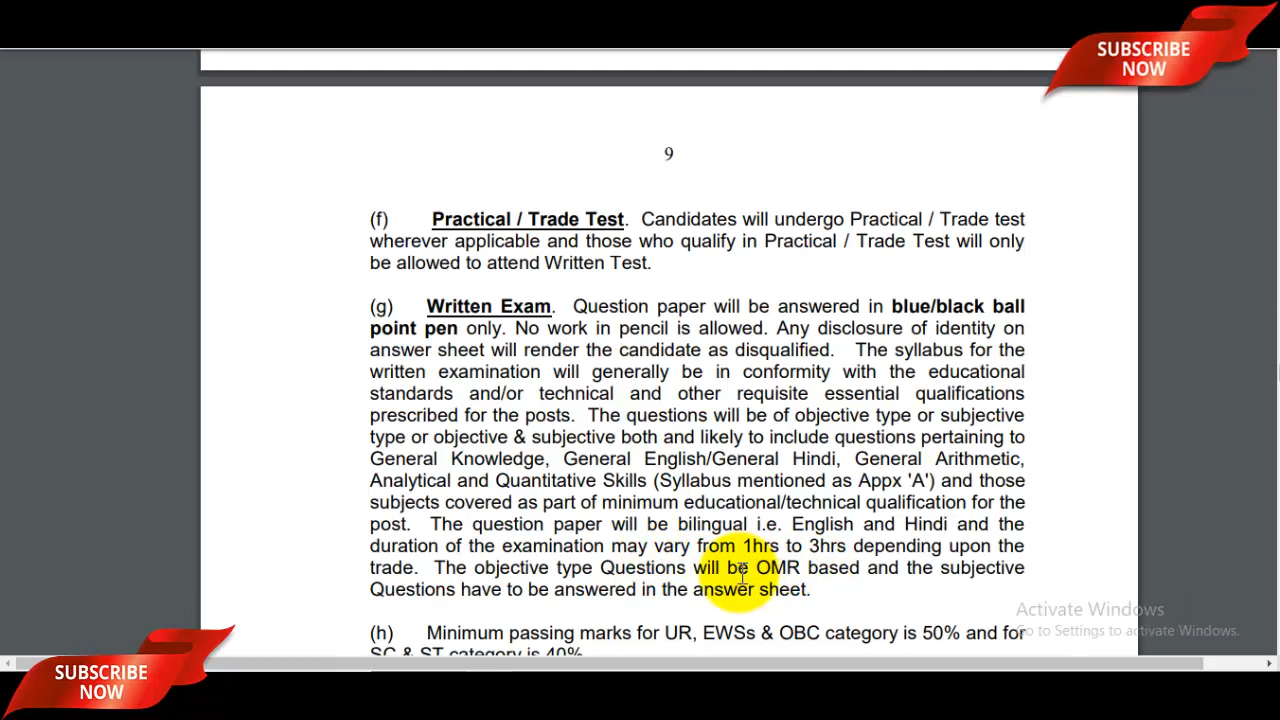 SUBSCRIBE
NOW
9
(f) Practical / Trade Test. Candidates will undergo Practical / Trade test
wherever applicable and those who qualify in Practical / Trade Test will only
be allowed to attend Written Test.
(g) Written Exam. Question paper will be answered in blue/black ball
point pen only. No work in pencil is allowed. Any disclosure of identity on
answer sheet will render the candidate as disqualified. The syllabus for the
written examination will generally be in conformity with the educational
standards and/or technical and other requisite essential qualifications
prescribed for the posts. The questions will be of objective type or subjective
type or objective & subjective both and likely to include questions pertaining to
General Knowledge, General English/General Hindi, General Arithmetic,
Analytical and Quantitative Skills (Syllabus mentioned as Appx 'A') and those
subjects covered as part of minimum educational/technical qualification for the
post. The question paper will be bilingual i.e. English and Hindi and the
duration of the examination may vary from 1hrs to 3hrs depending upon the
trade. The objective type Questions will be OMR based and the subjective
Questions have to be answered in the answer sheet.
Activate Windows
Go to Settings to activate Windows.
(h) Minimum passing marks for UR, EWSs & OBC category is 50% and for
SC & ST category is 40%
SUBSCRIBE
NOW